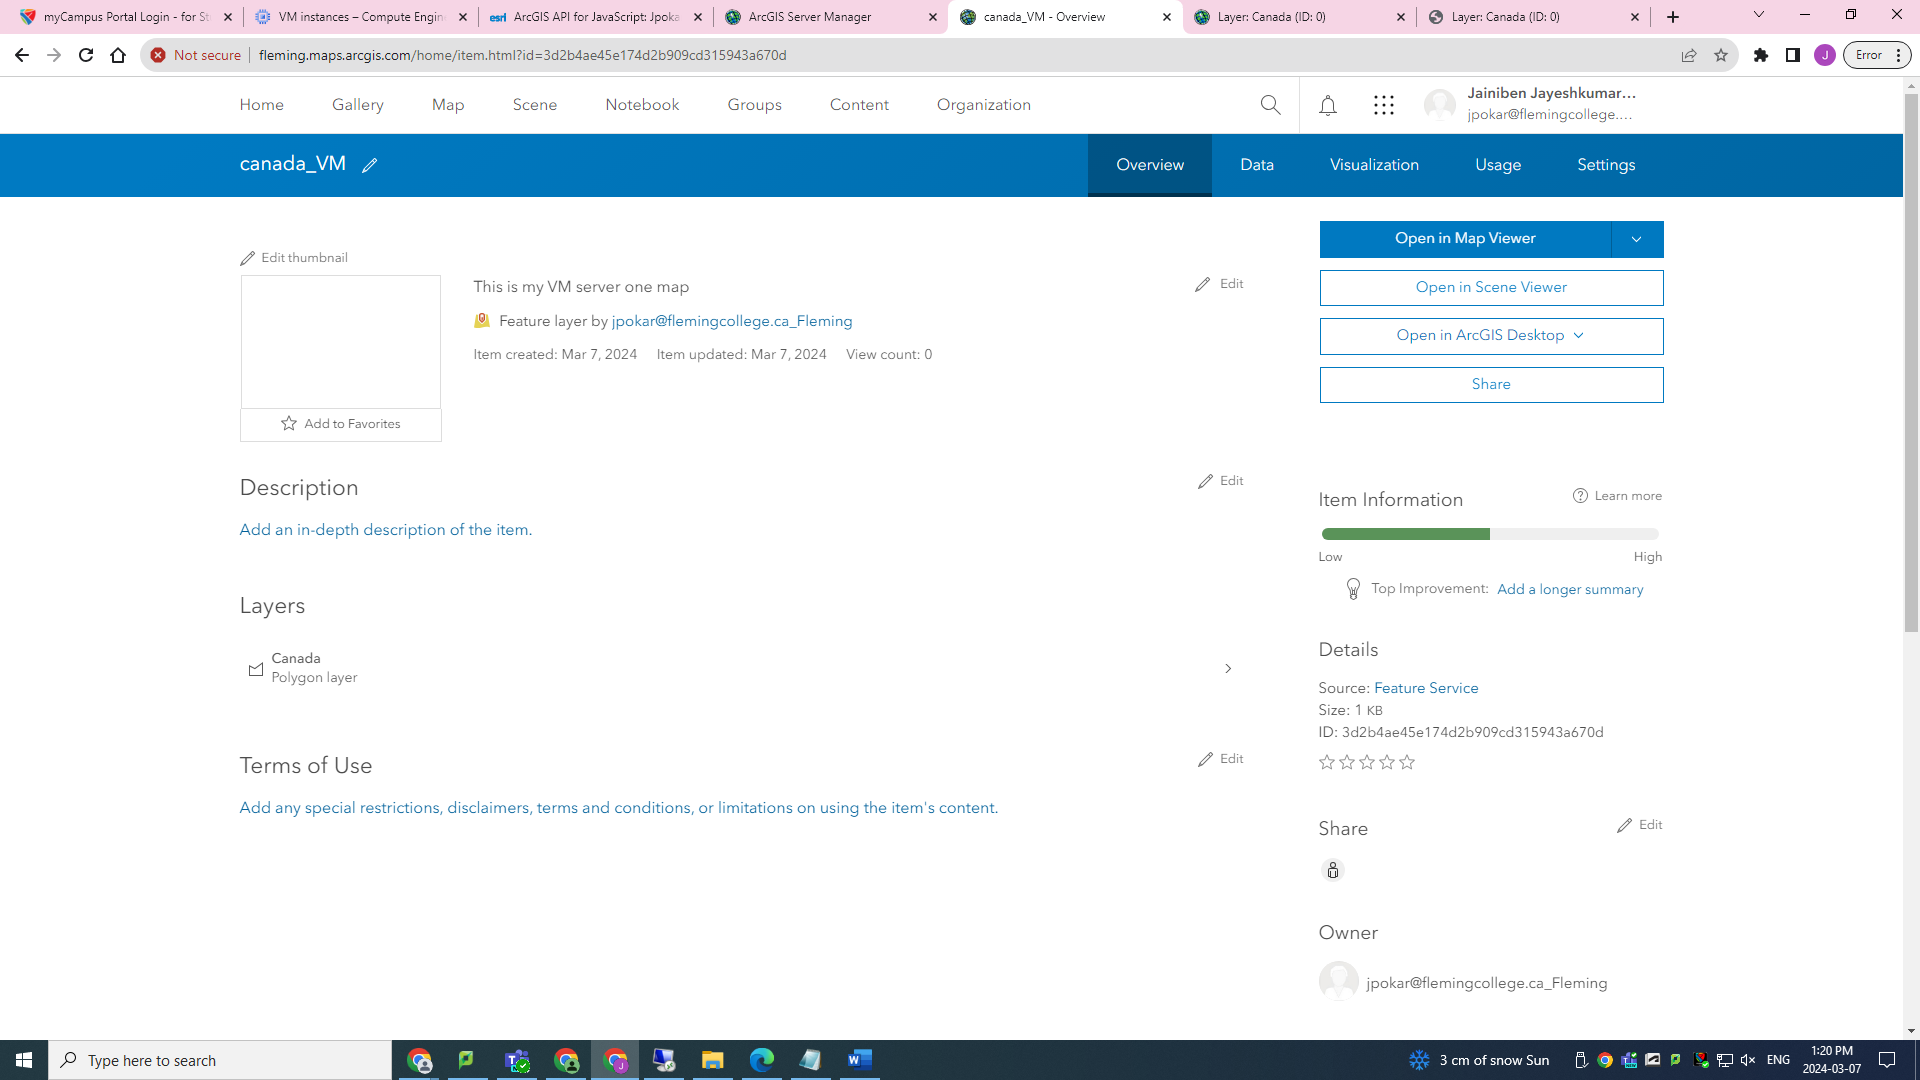 myCampus Portal Login - for St
VM instances – Compute Engin
esri ArcGIS API for JavaScript: Jpoka
ArcGIS Server Manager
canada_VM - Overview
Layer: Canada (ID: 0)
Layer: Canada (ID: 0)
Not secure
fleming.maps.arcgis.com/home/item.html?id=3d2b4ae45e174d2b909cd315943a670d
J
Error
Home
Gallery
Map
Scene
Notebook
Groups
Content
Organization
Jainiben Jayeshkumar...
jpokar@flemingcollege....
canada_VM
Overview
Data
Visualization
Usage
Settings
Edit thumbnail
Add to Favorites
This is my VM server one map
Edit
Feature layer by jpokar@flemingcollege.ca_Fleming
Item created: Mar 7, 2024 Item updated: Mar 7, 2024 View count: 0
Open in Map Viewer
Open in Scene Viewer
Open in ArcGIS Desktop
Share
Description
Edit
Add an in-depth description of the item.
Layers
Canada
Polygon layer
Terms of Use
Edit
Add any special restrictions, disclaimers, terms and conditions, or limitations on using the item's content.
Item Information
Learn more
Low
High
Top Improvement: Add a longer summary
Details
Source: Feature Service
Size: 1 KB
ID: 3d2b4ae45e174d2b909cd315943a670d
Share
Edit
Owner
jpokar@flemingcollege.ca_Fleming
Type here to search
3 cm of snow Sun
ENG
1:20 PM
2024-03-07